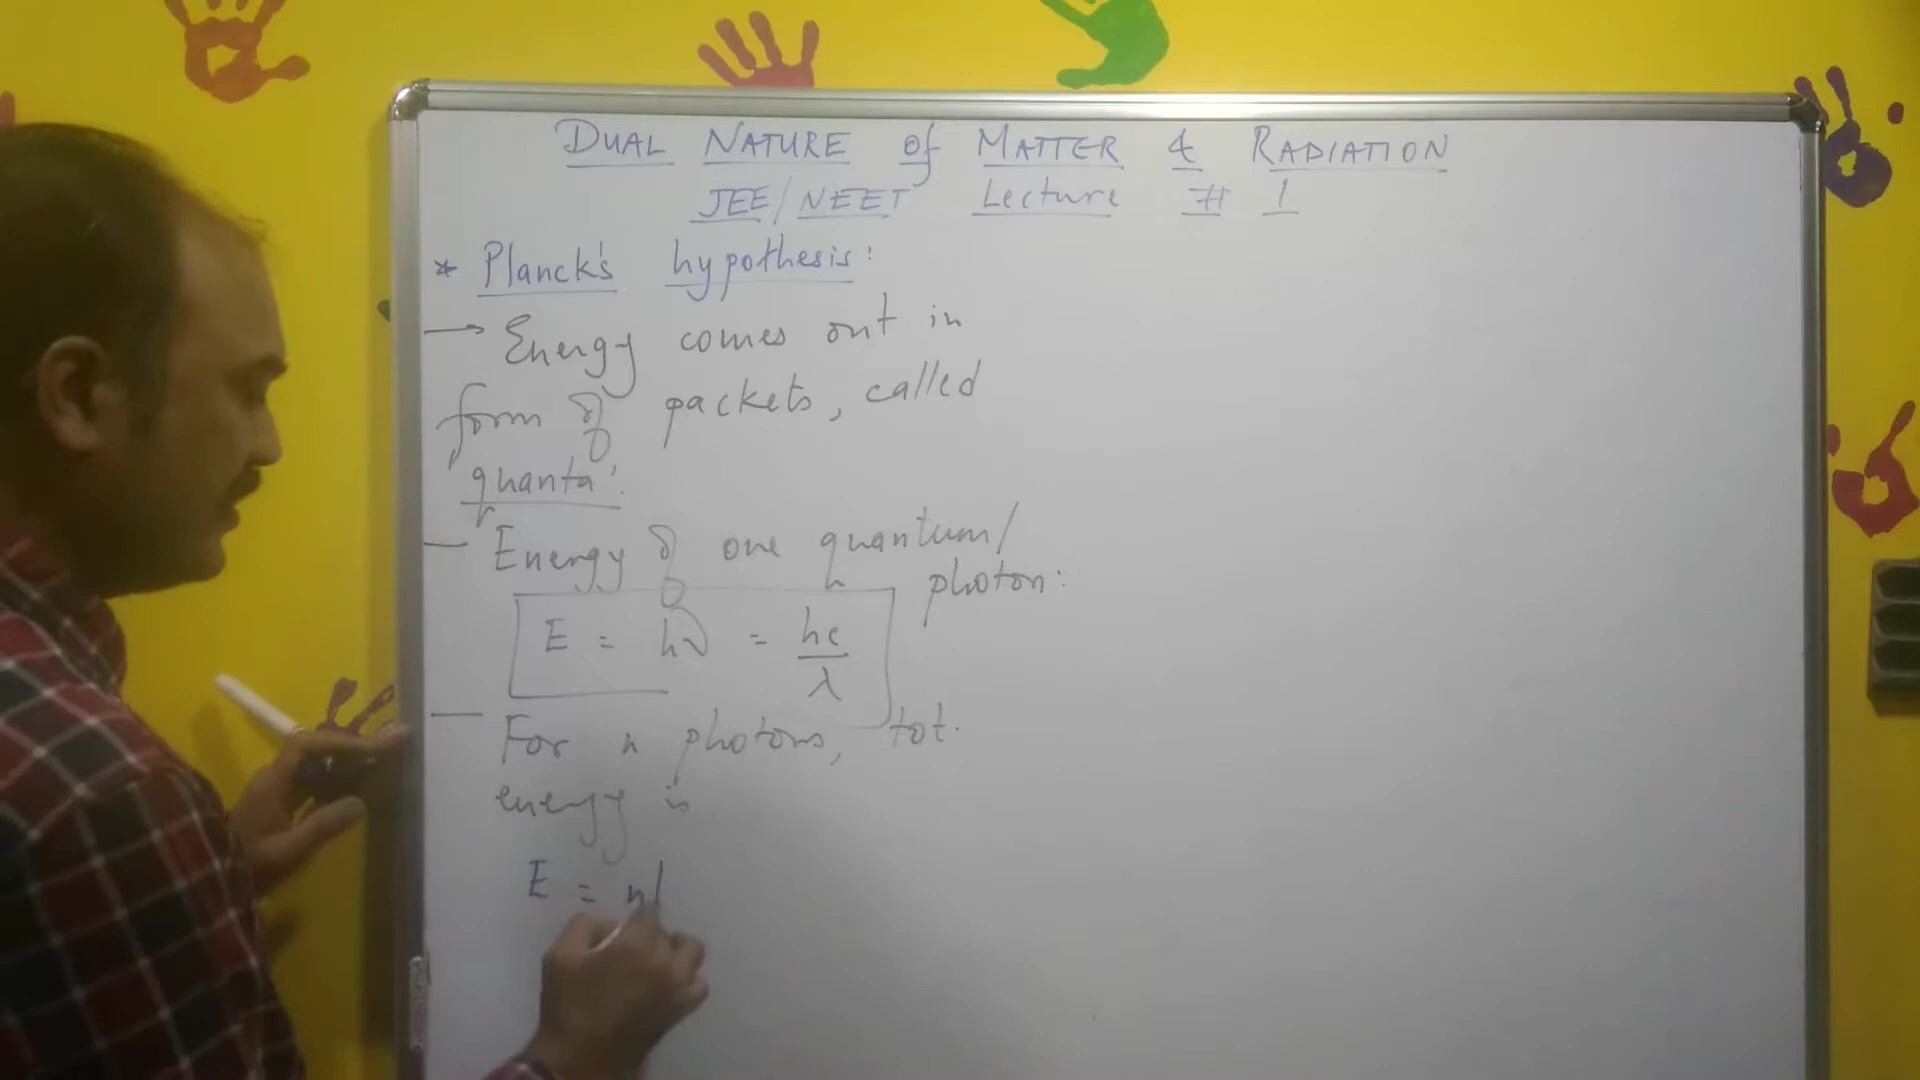 DUAL NATURE of MATTER & RADIATION
JEE/NEET Lecture # 1
* Planck's hypothesis:
→ Energy comes out in
form of packets, called
'quanta'.
— Energy of one quantum/
photon:
E = hν = hc/λ
— For n photons, tot.
energy is
E = nh